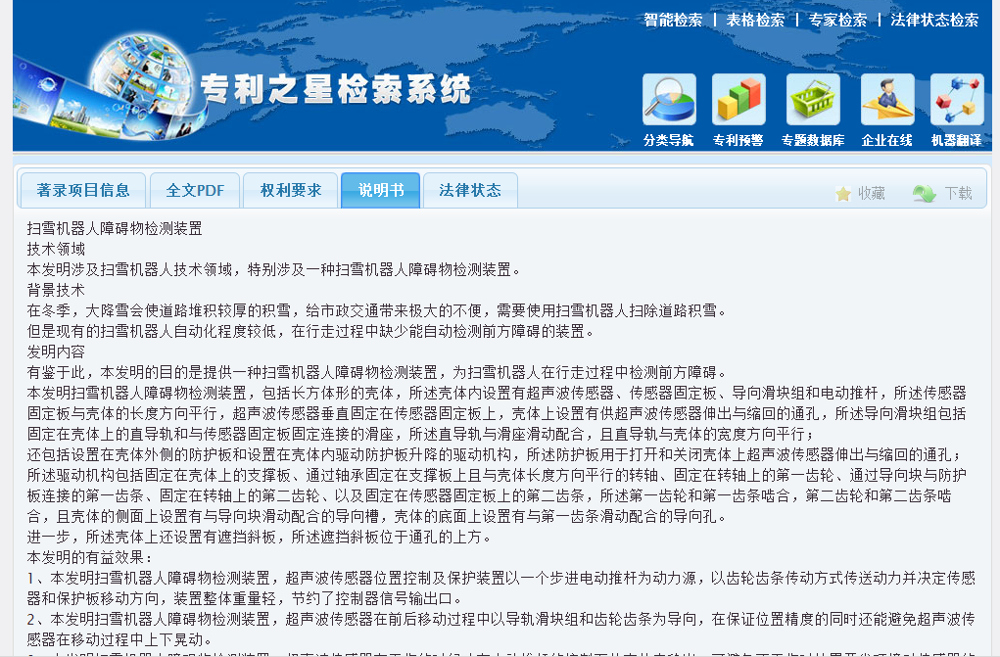 智能检索 | 表格检索 | 专家检索 | 法律状态检索
专利之星检索系统
分类导航 专利预警 专题数据库 企业在线 机器翻译
著录项目信息 全文PDF 权利要求 说明书 法律状态 收藏 下载
扫雪机器人障碍物检测装置
技术领域
本发明涉及扫雪机器人技术领域，特别涉及一种扫雪机器人障碍物检测装置。
背景技术
在冬季，大降雪会使道路堆积较厚的积雪，给市政交通带来极大的不便，需要使用扫雪机器人扫除道路积雪。
但是现有的扫雪机器人自动化程度较低，在行走过程中缺少能自动检测前方障碍的装置。
发明内容
有鉴于此，本发明的目的是提供一种扫雪机器人障碍物检测装置，为扫雪机器人在行走过程中检测前方障碍。
本发明扫雪机器人障碍物检测装置，包括长方体形的壳体，所述壳体内设置有超声波传感器、传感器固定板、导向滑块组和电动推杆，所述传感器
固定板与壳体的长度方向平行，超声波传感器垂直固定在传感器固定板上，壳体上设置有供超声波传感器伸出与缩回的通孔，所述导向滑块组包括
固定在壳体上的直导轨和与传感器固定板固定连接的滑座，所述直导轨与滑座滑动配合，且直导轨与壳体的宽度方向平行；
还包括设置在壳体外侧的防护板和设置在壳体内驱动防护板升降的驱动机构，所述防护板用于打开和关闭壳体上超声波传感器伸出与缩回的通孔；
所述驱动机构包括固定在壳体上的支撑板、通过轴承固定在支撑板上且与壳体长度方向平行的转轴、固定在转轴上的第一齿轮、通过导向块与防护
板连接的第一齿条、固定在转轴上的第二齿轮、以及固定在传感器固定板上的第二齿条，所述第一齿轮和第一齿条啮合，第二齿轮和第二齿条啮
合，且壳体的侧面上设置有与导向块滑动配合的导向槽，壳体的底面上设置有与第一齿条滑动配合的导向孔。
进一步，所述壳体上还设置有遮挡斜板，所述遮挡斜板位于通孔的上方。
本发明的有益效果：
1、本发明扫雪机器人障碍物检测装置，超声波传感器位置控制及保护装置以一个步进电动推杆为动力源，以齿轮齿条传动方式传送动力并决定传感
器和保护板移动方向，装置整体重量轻，节约了控制器信号输出口。
2、本发明扫雪机器人障碍物检测装置，超声波传感器在前后移动过程中以导轨滑块组和齿轮齿条为导向，在保证位置精度的同时还能避免超声波传
感器在移动过程中上下晃动。